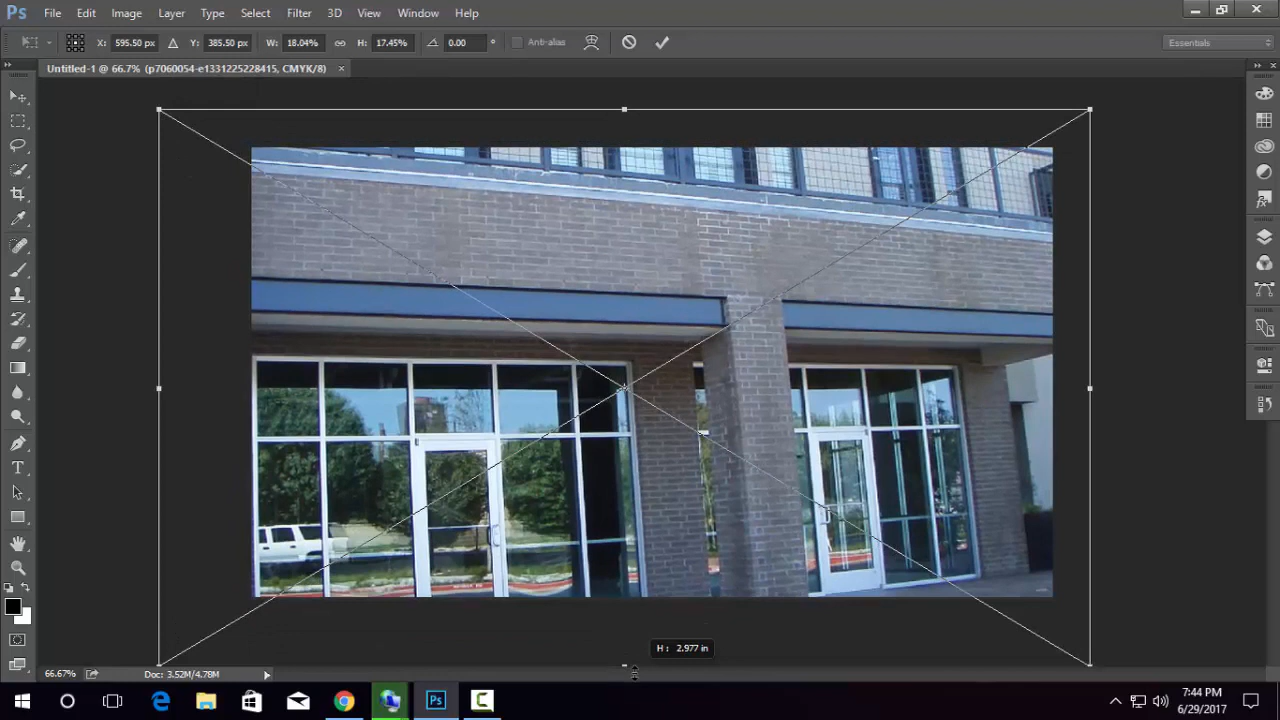 Ps File Edit Image Layer Type Select Filter 3D View Window Help
X: 595.50 px Y: 385.50 px W: 18.04% H: 17.45% 0.00 ° Anti-alias Essentials
Untitled-1 @ 66.7% (p7060054-e1331225228415, CMYK/8) ×
H : 2.977 in
66.67% Doc: 3.52M/4.78M
7:44 PM
6/29/2017